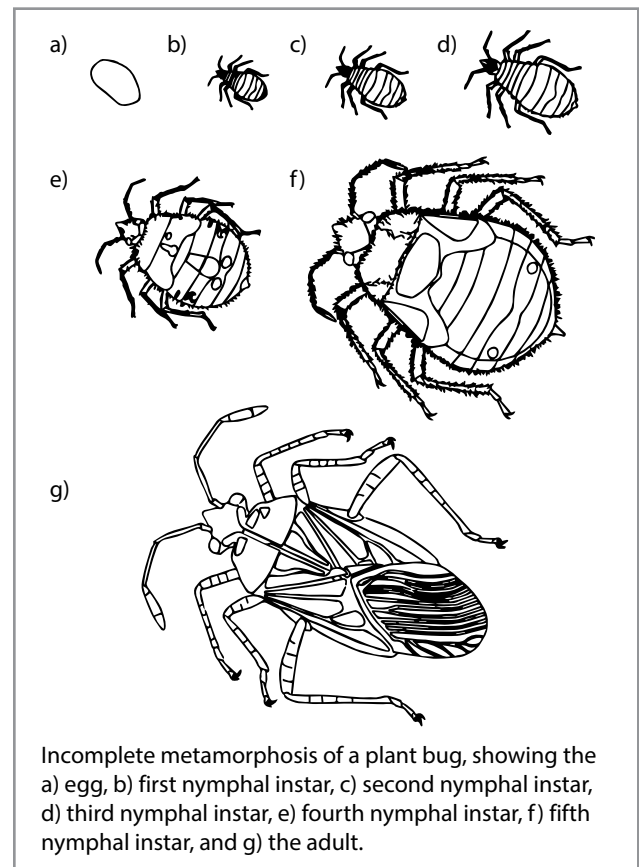 a)
b)
c)
d)
e)
f)
g)
Incomplete metamorphosis of a plant bug, showing the
a) egg, b) first nymphal instar, c) second nymphal instar,
d) third nymphal instar, e) fourth nymphal instar, f) fifth
nymphal instar, and g) the adult.